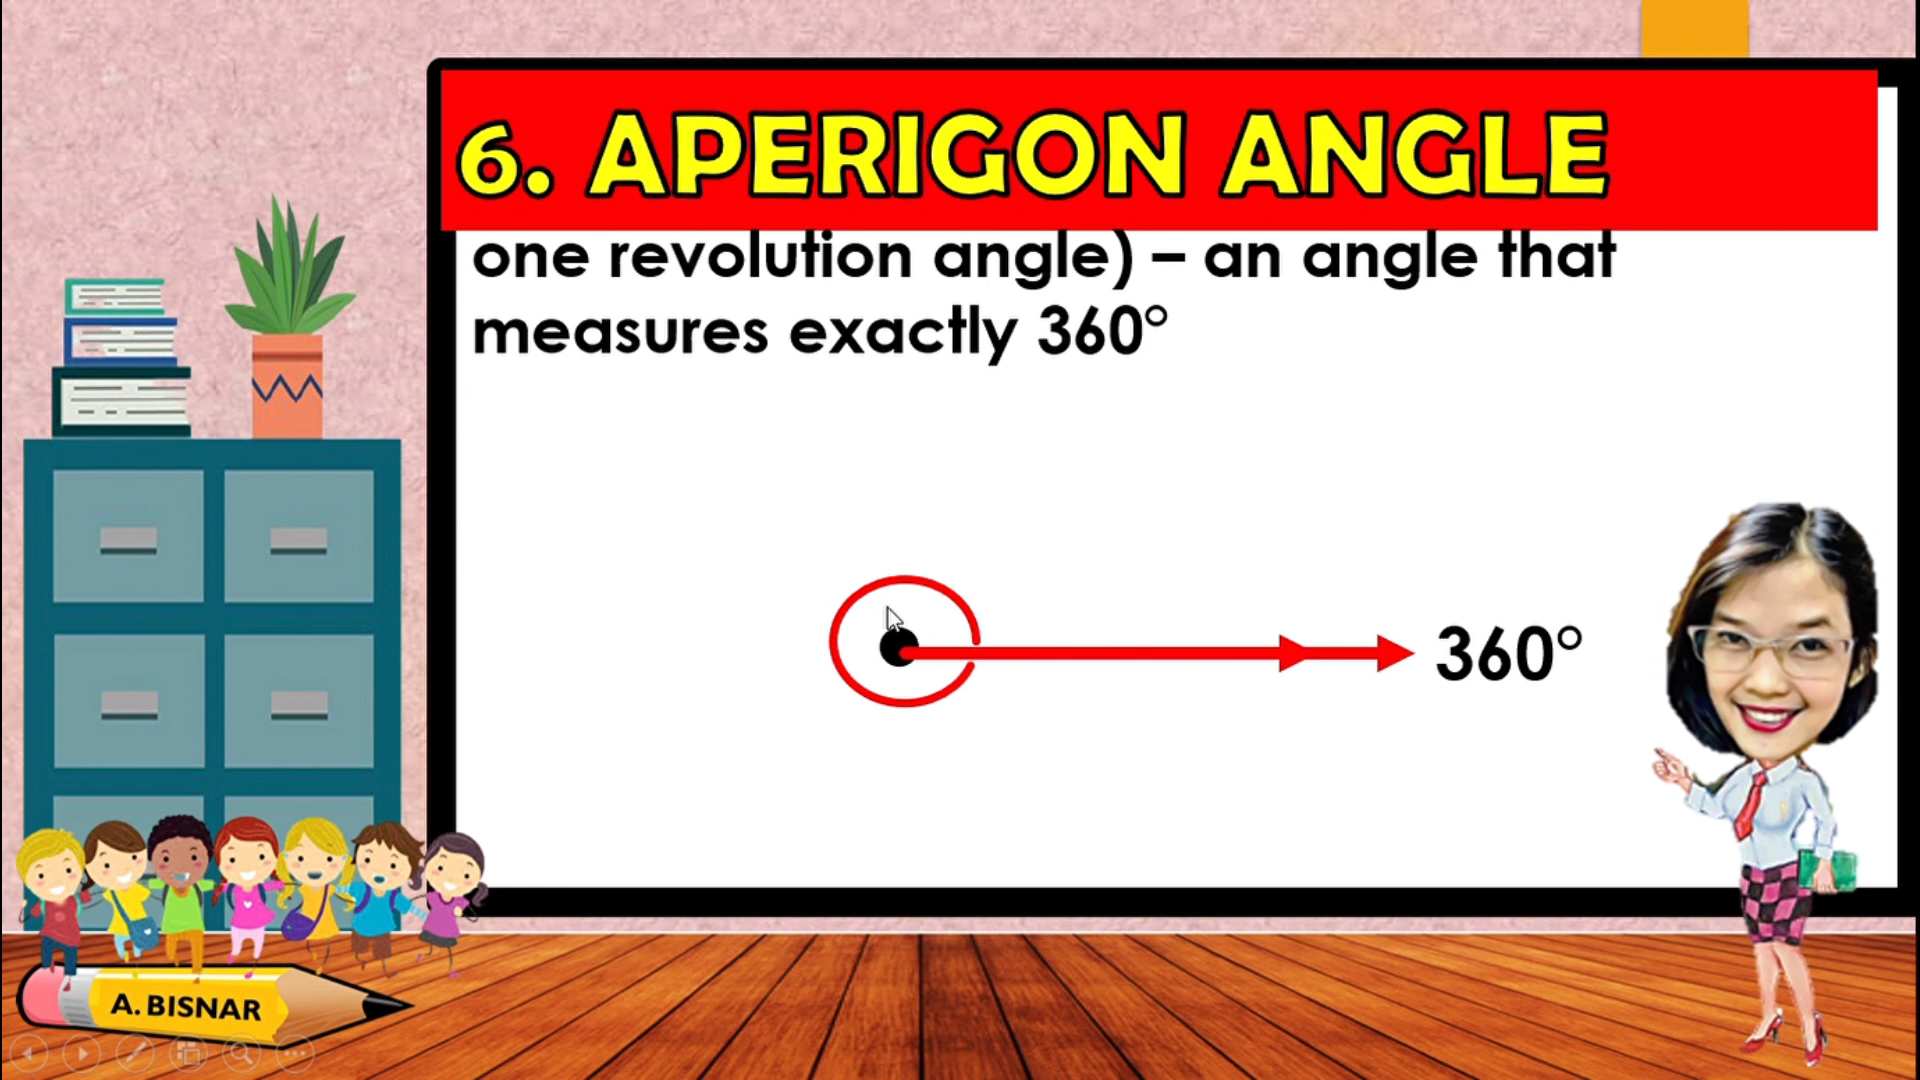 6. APERIGON ANGLE
one revolution angle) – an angle that
measures exactly 360°
360°
A. BISNAR